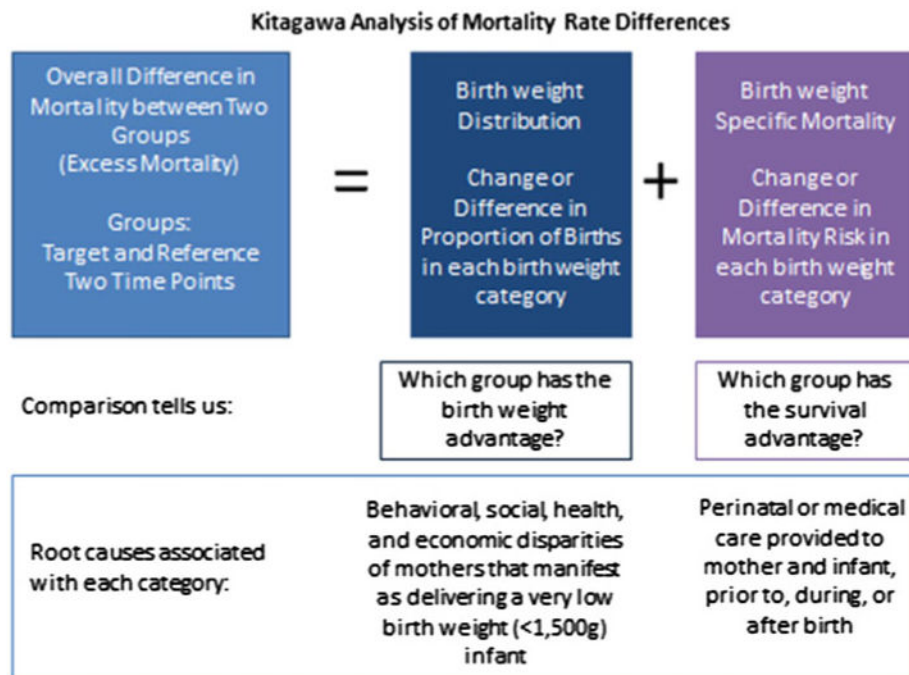 Kitagawa Analysis of Mortality Rate Differences
Overall Difference in
Mortality between Two
Groups
(Excess Mortality)
Groups:
Target and Reference
Two Time Points
=
Birth weight
Distribution
Change or
Difference in
Proportion of Births
in each birth weight
category
+
Birth weight
Specific Mortality
Change or
Difference in
Mortality Risk in
each birth weight
category
Comparison tells us:
Which group has the
birth weight
advantage?
Which group has
the survival
advantage?
Root causes associated
with each category:
Behavioral, social, health,
and economic disparities
of mothers that manifest
as delivering a very low
birth weight (<1,500g)
infant
Perinatal or medical
care provided to
mother and infant,
prior to, during, or
after birth